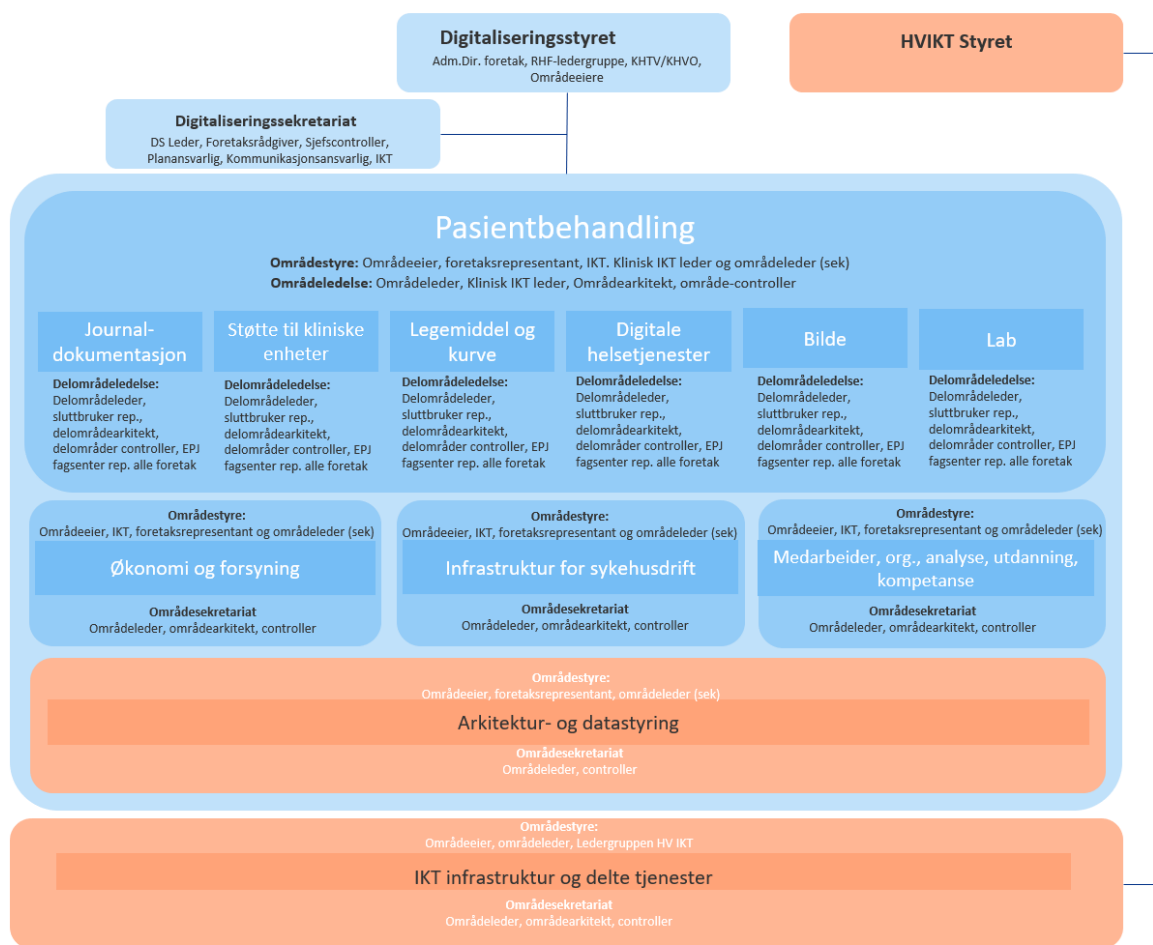 Digitaliseringsstyret
Adm.Dir. foretak, RHF-ledergruppe, KHTV/KHVO,
Områdeeiere
HVIKT Styret
Digitaliseringssekretariat
DS Leder, Foretaksrådgiver, Sjefscontroller,
Planansvarlig, Kommunikasjonsansvarlig, IKT
Pasientbehandling
Områdestyre: Områdeeier, foretaksrepresentant, IKT. Klinisk IKT leder og områdeleder (sek)
Områdeledelse: Områdeleder, Klinisk IKT leder, Områdearkitekt, område-controller
Journal-
dokumentasjon
Delområdeledelse:
Delområdeleder,
sluttbruker rep.,
delområdearkitekt,
delområder controller, EPJ
fagsenter rep. alle foretak
Støtte til kliniske
enheter
Delområdeledelse:
Delområdeleder,
sluttbruker rep.,
delområdearkitekt,
delområder controller, EPJ
fagsenter rep. alle foretak
Legemiddel og
kurve
Delområdeledelse:
Delområdeleder,
sluttbruker rep.,
delområdearkitekt,
delområder controller, EPJ
fagsenter rep. alle foretak
Digitale
helsetjenester
Delområdeledelse:
Delområdeleder,
sluttbruker rep.,
delområdearkitekt,
delområder controller, EPJ
fagsenter rep. alle foretak
Bilde
Delområdeledelse:
Delområdeleder,
sluttbruker rep.,
delområdearkitekt,
delområder controller, EPJ
fagsenter rep. alle foretak
Lab
Delområdeledelse:
Delområdeleder,
sluttbruker rep.,
delområdearkitekt,
delområder controller, EPJ
fagsenter rep. alle foretak
Områdestyre:
Områdeeier, IKT, foretaksrepresentant og områdeleder (sek)
Økonomi og forsyning
Områdesekretariat
Områdeleder, områdearkitekt, controller
Områdestyre:
Områdeeier, IKT, foretaksrepresentant og områdeleder (sek)
Infrastruktur for sykehusdrift
Områdesekretariat
Områdeleder, områdearkitekt, controller
Områdestyre:
Områdeeier, IKT, foretaksrepresentant og områdeleder (sek)
Medarbeider, org., analyse, utdanning,
kompetanse
Områdesekretariat
Områdeleder, områdearkitekt, controller
Områdestyre:
Områdeeier, foretaksrepresentant, områdeleder (sek)
Arkitektur- og datastyring
Områdesekretariat
Områdeleder, controller
Områdestyre:
Områdeeier, områdeleder, Ledergruppen HV IKT
IKT infrastruktur og delte tjenester
Områdesekretariat
Områdeleder, områdearkitekt, controller